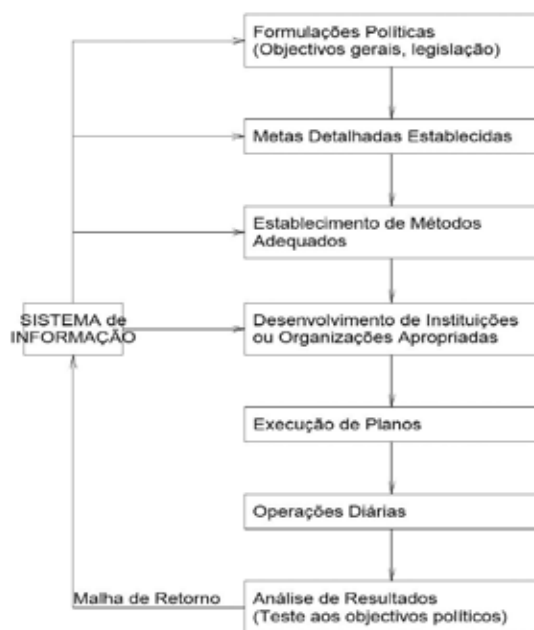 Formulações Políticas
(Objectivos gerais, legislação)
Metas Detalhadas Establecidas
Establecimento de Métodos
Adequados
SISTEMA de
INFORMAÇÃO
Desenvolvimento de Instituições
ou Organizações Apropriadas
Execução de Planos
Operações Diárias
Malha de Retorno
Análise de Resultados
(Teste aos objectivos políticos)